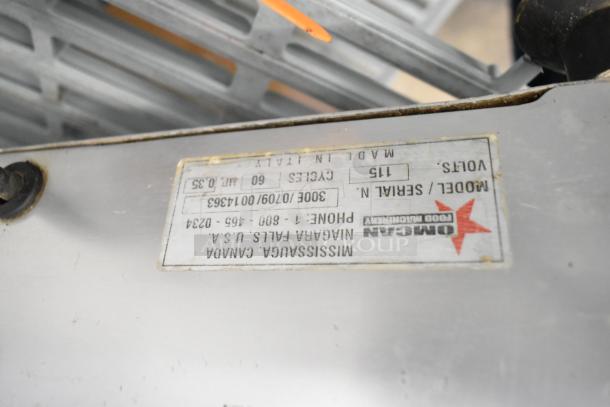 OMCAN
FOOD MACHINERY
MISSISSAUGA, CANADA
NIAGARA FALLS, U.S.A.
PHONE: 1 - 800 - 465 - 0234
MODEL / SERIAL N. 300E /0709/0014363
VOLTS. 115 CYCLES 60 HP. 0,35
MADE IN ITALY
GROUP